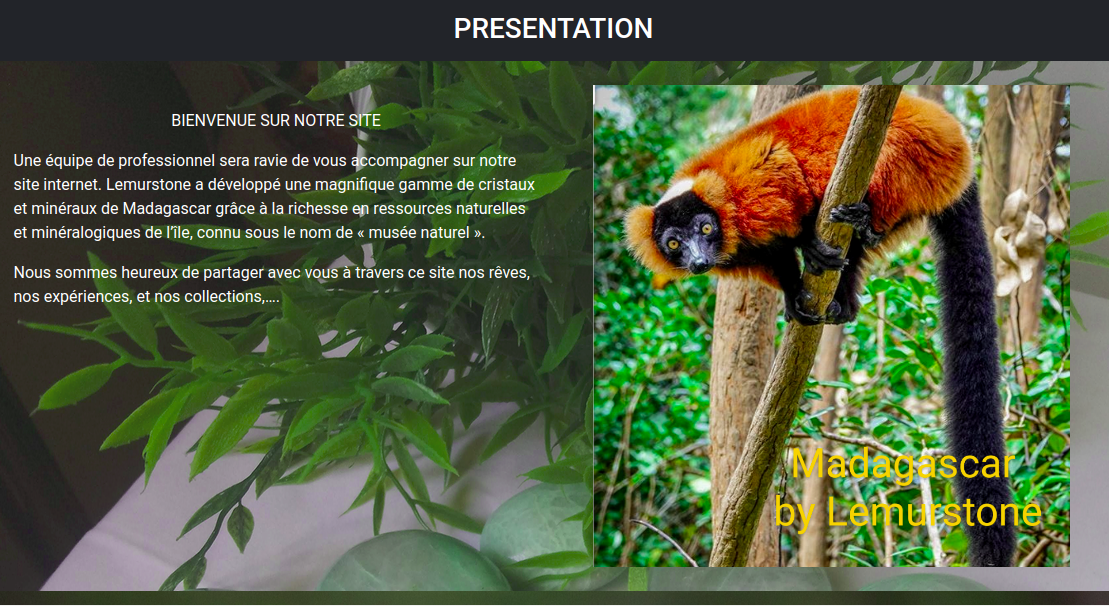 PRESENTATION
BIENVENUE SUR NOTRE SITE
Une équipe de professionnel sera ravie de vous accompagner sur notre
site internet. Lemurstone a développé une magnifique gamme de cristaux
et minéraux de Madagascar grâce à la richesse en ressources naturelles
et minéralogiques de l'île, connu sous le nom de « musée naturel ».
Nous sommes heureux de partager avec vous à travers ce site nos rêves,
nos expériences, et nos collections,....
Madagascar
by Lemurstone